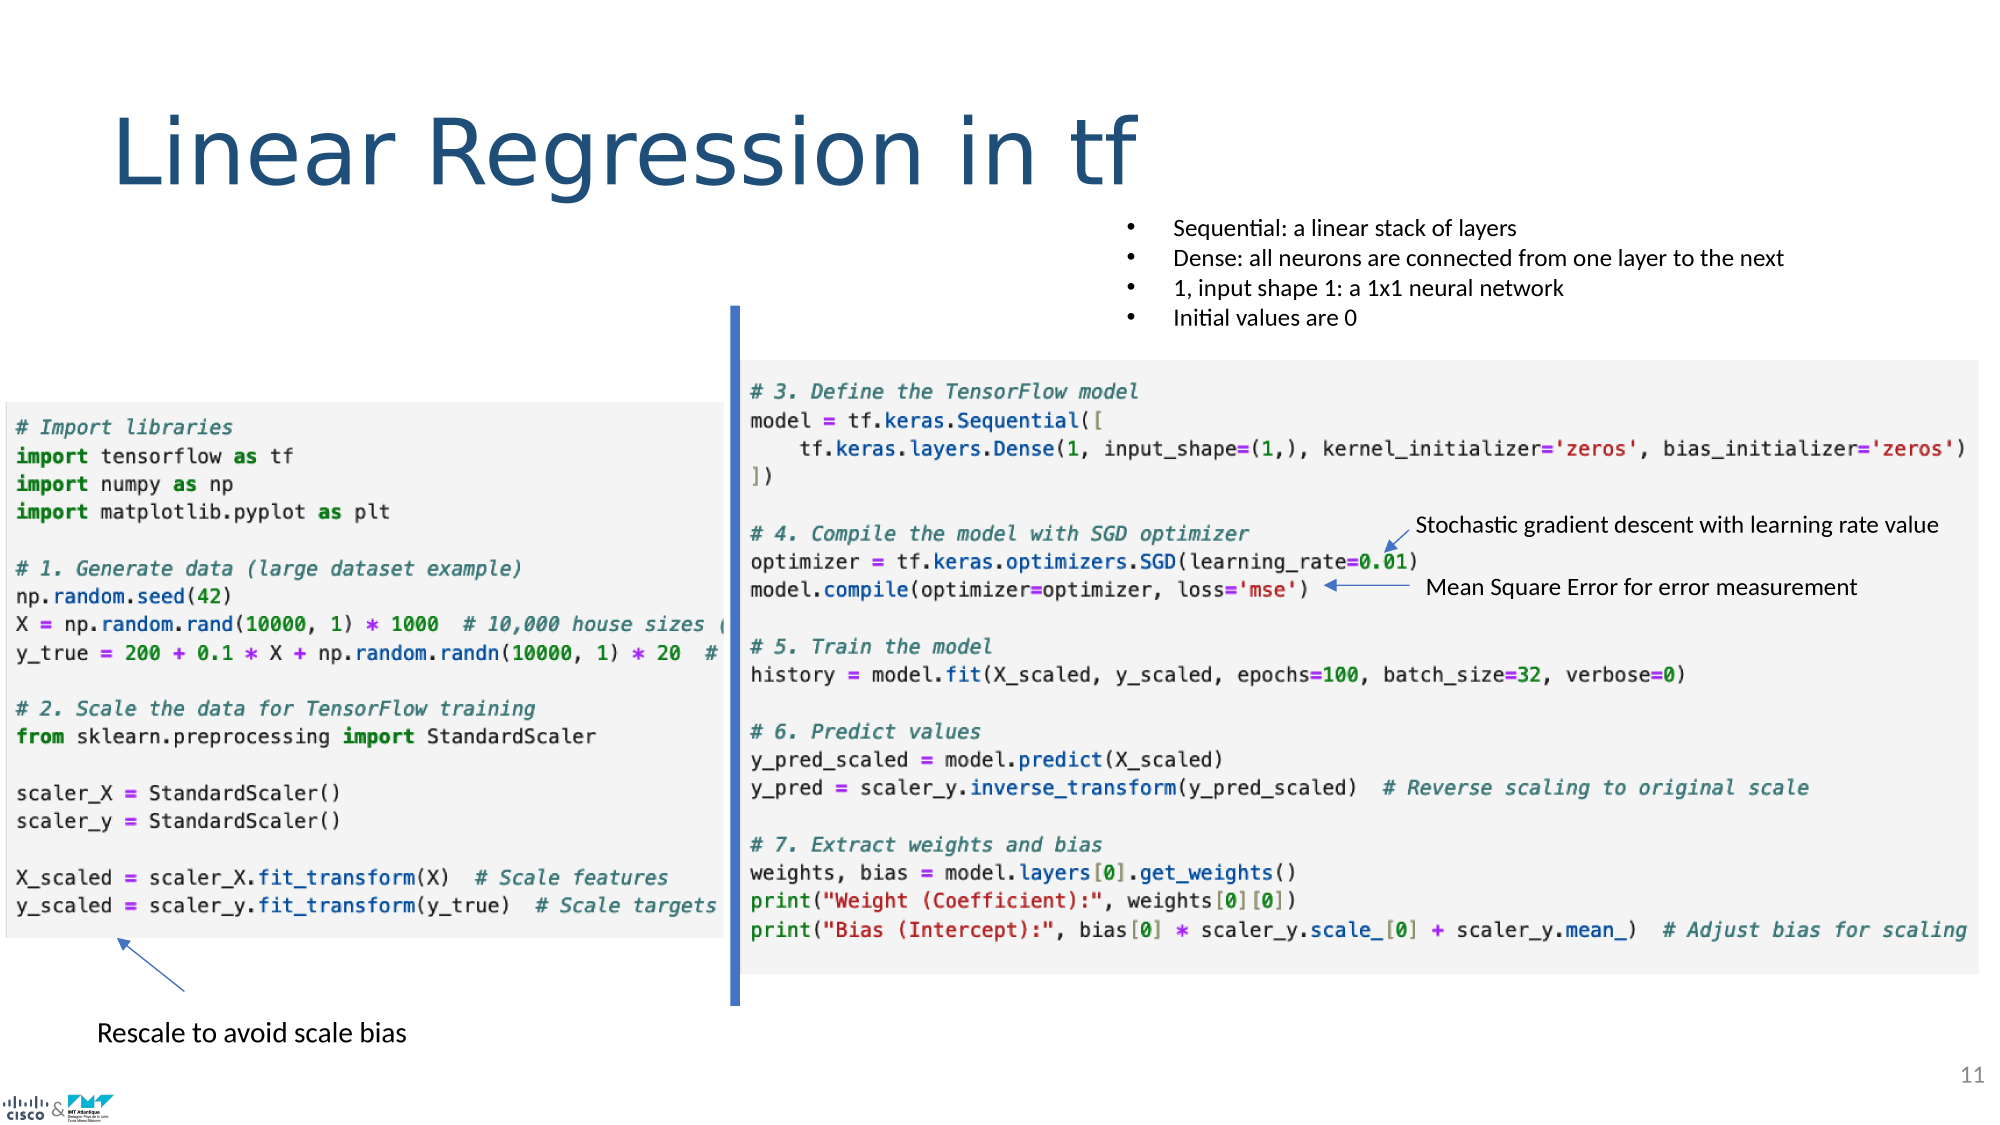 Linear Regression in tf
• Sequential: a linear stack of layers
• Dense: all neurons are connected from one layer to the next
• 1, input shape 1: a 1x1 neural network
• Initial values are 0
# Import libraries
import tensorflow as tf
import numpy as np
import matplotlib.pyplot as plt
# 1. Generate data (large dataset example)
np.random.seed(42)
X = np.random.rand(10000, 1) * 1000  # 10,000 house sizes (
y_true = 200 + 0.1 * X + np.random.randn(10000, 1) * 20  #
# 2. Scale the data for TensorFlow training
from sklearn.preprocessing import StandardScaler
scaler_X = StandardScaler()
scaler_y = StandardScaler()
X_scaled = scaler_X.fit_transform(X)  # Scale features
y_scaled = scaler_y.fit_transform(y_true)  # Scale targets
Rescale to avoid scale bias
# 3. Define the TensorFlow model
model = tf.keras.Sequential([
    tf.keras.layers.Dense(1, input_shape=(1,), kernel_initializer='zeros', bias_initializer='zeros')
])
# 4. Compile the model with SGD optimizer
Stochastic gradient descent with learning rate value
optimizer = tf.keras.optimizers.SGD(learning_rate=0.01)
model.compile(optimizer=optimizer, loss='mse')
Mean Square Error for error measurement
# 5. Train the model
history = model.fit(X_scaled, y_scaled, epochs=100, batch_size=32, verbose=0)
# 6. Predict values
y_pred_scaled = model.predict(X_scaled)
y_pred = scaler_y.inverse_transform(y_pred_scaled)  # Reverse scaling to original scale
# 7. Extract weights and bias
weights, bias = model.layers[0].get_weights()
print("Weight (Coefficient):", weights[0][0])
print("Bias (Intercept):", bias[0] * scaler_y.scale_[0] + scaler_y.mean_)  # Adjust bias for scaling
11
CISCO & IMT Atlantique